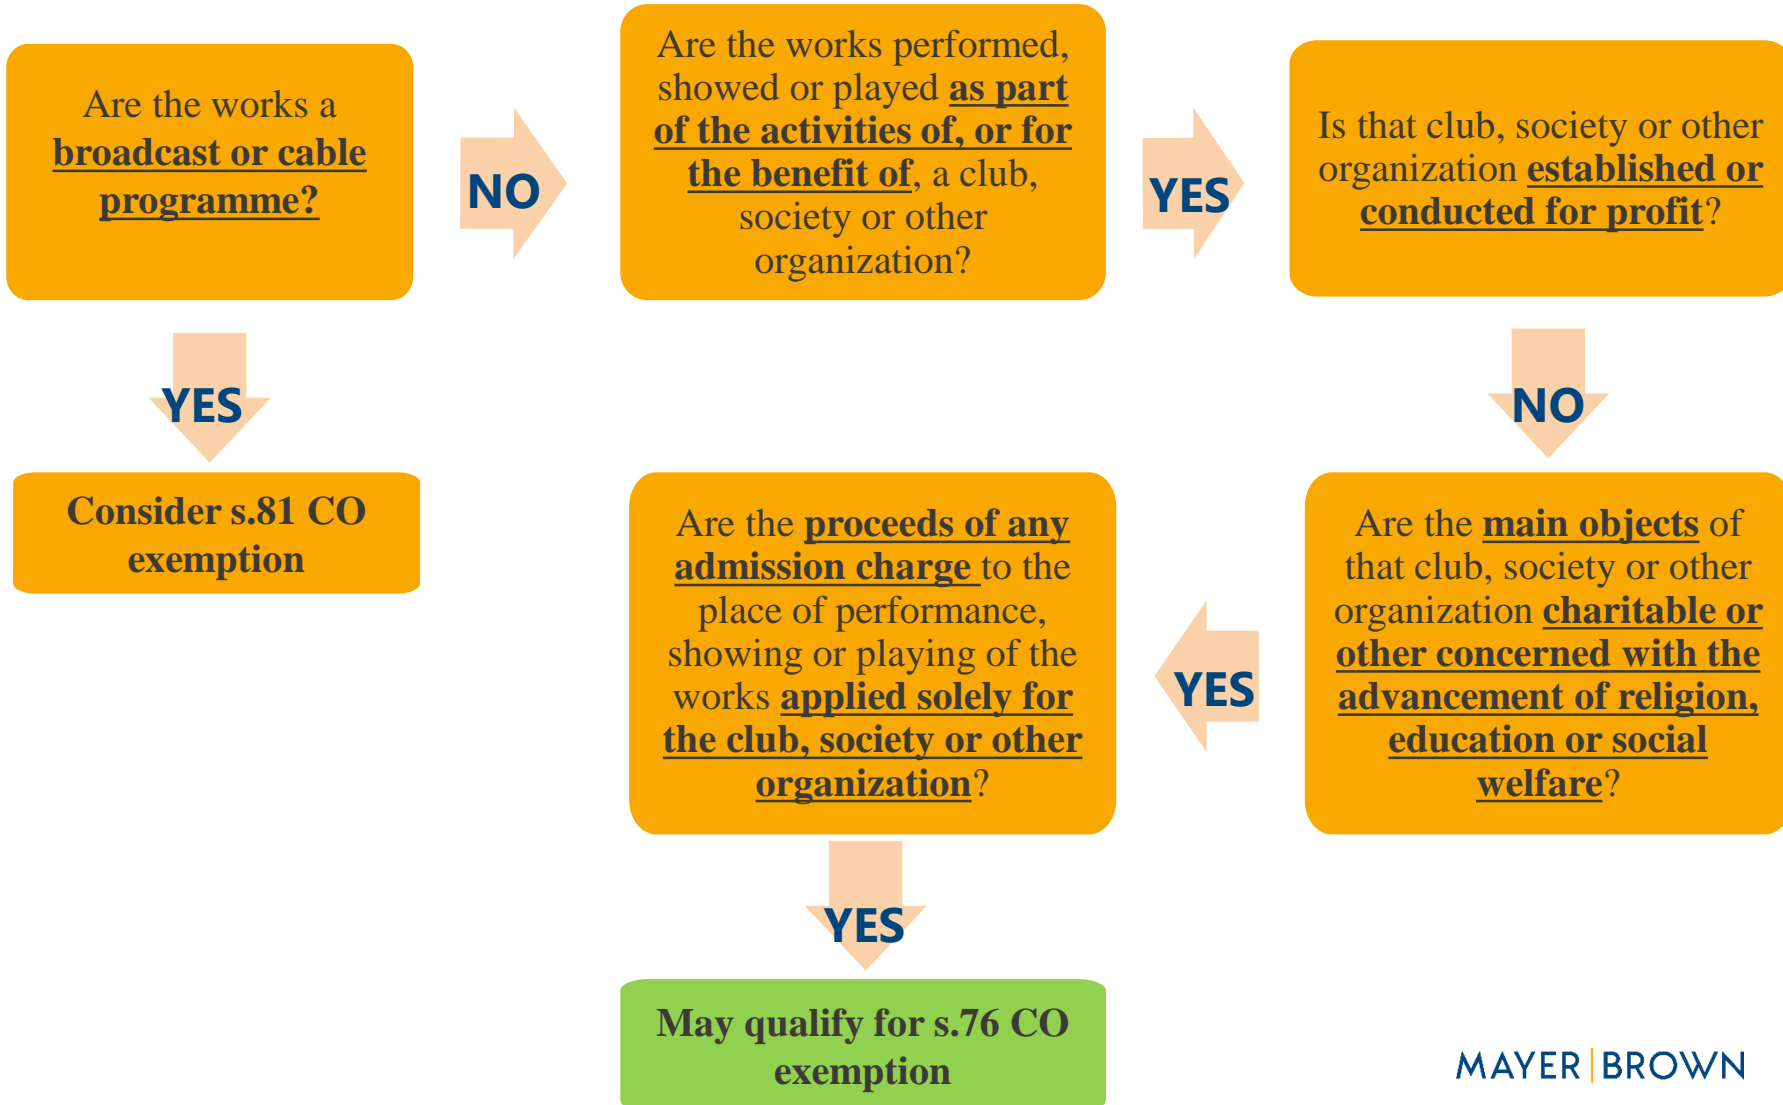 Are the works a
broadcast or cable
programme?
NO
Are the works performed,
showed or played as part
of the activities of, or for
the benefit of, a club,
society or other
organization?
YES
Is that club, society or other
organization established or
conducted for profit?
YES
Consider s.81 CO
exemption
NO
Are the main objects of
that club, society or other
organization charitable or
other concerned with the
advancement of religion,
education or social
welfare?
YES
Are the proceeds of any
admission charge to the
place of performance,
showing or playing of the
works applied solely for
the club, society or other
organization?
YES
May qualify for s.76 CO
exemption
MAYER | BROWN